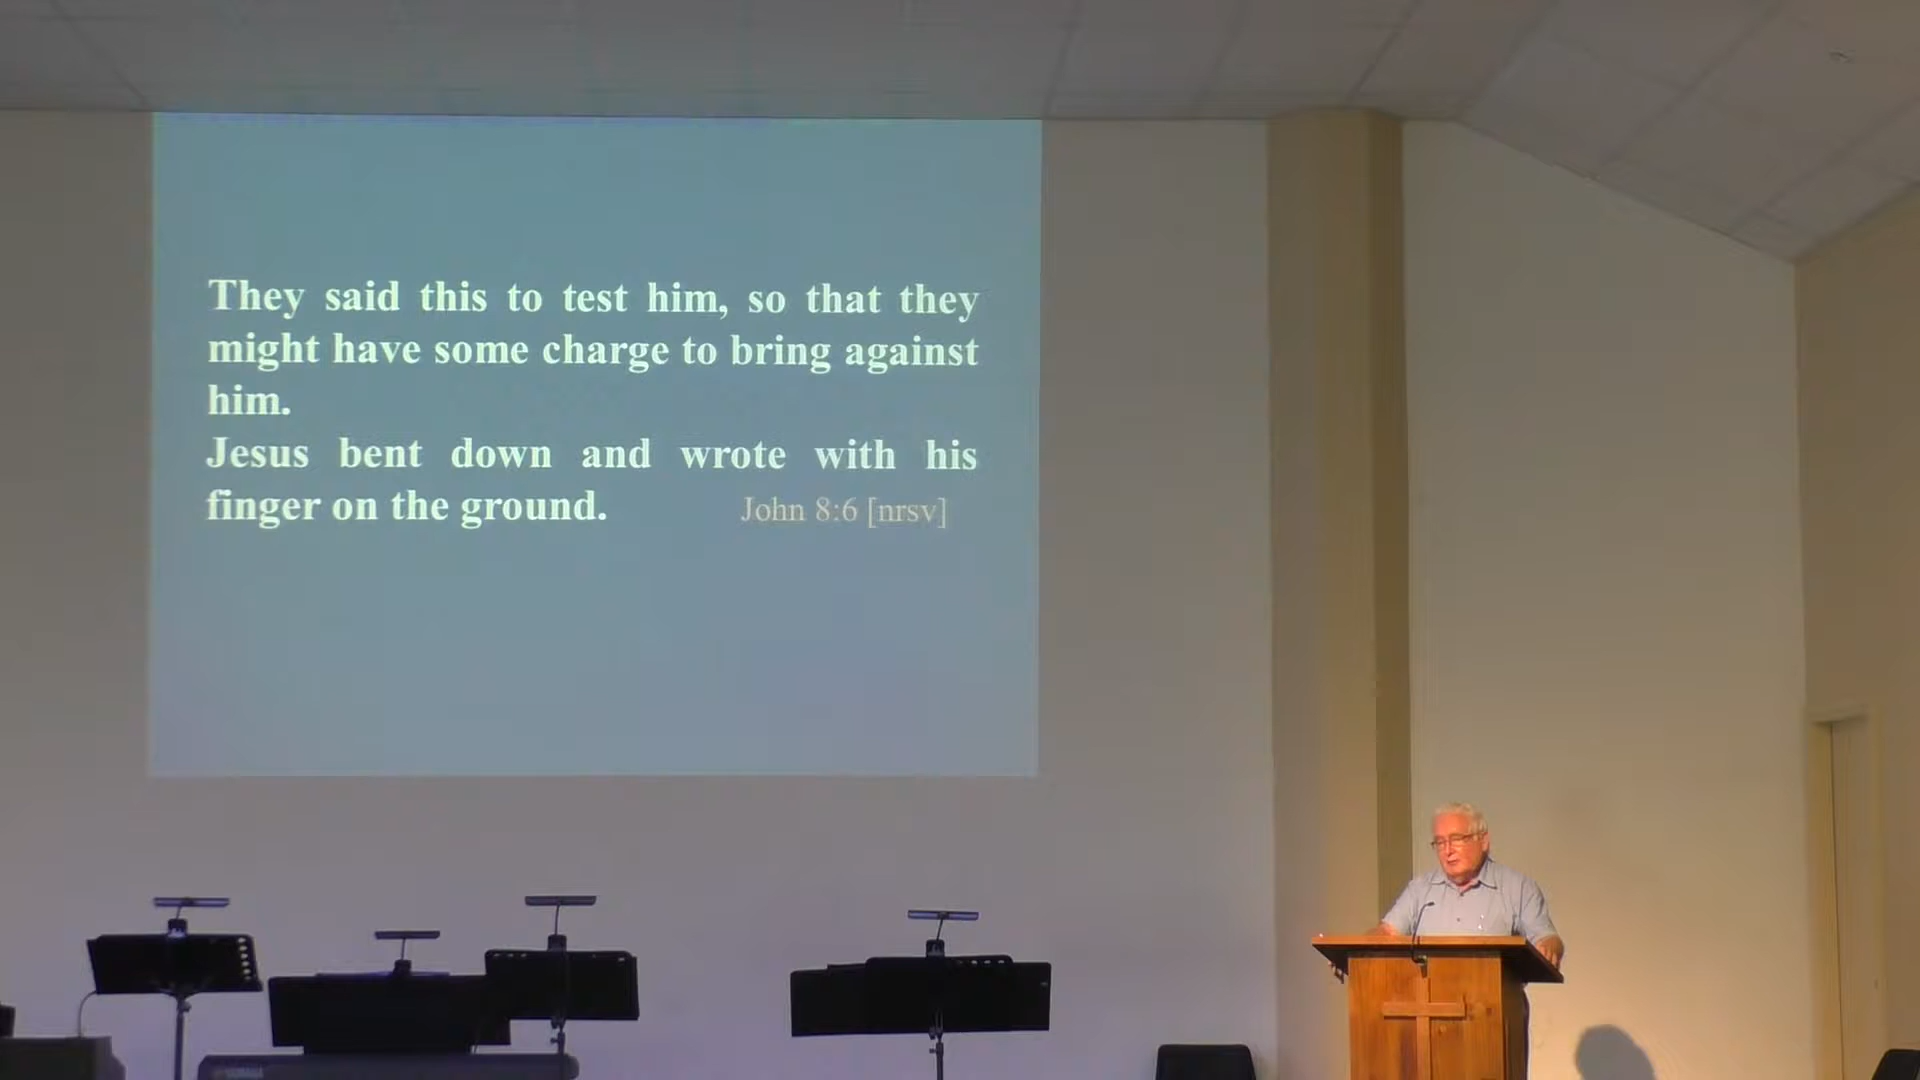 They said this to test him, so that they
might have some charge to bring against
him.
Jesus bent down and wrote with his
finger on the ground. John 8:6 [nrsv]